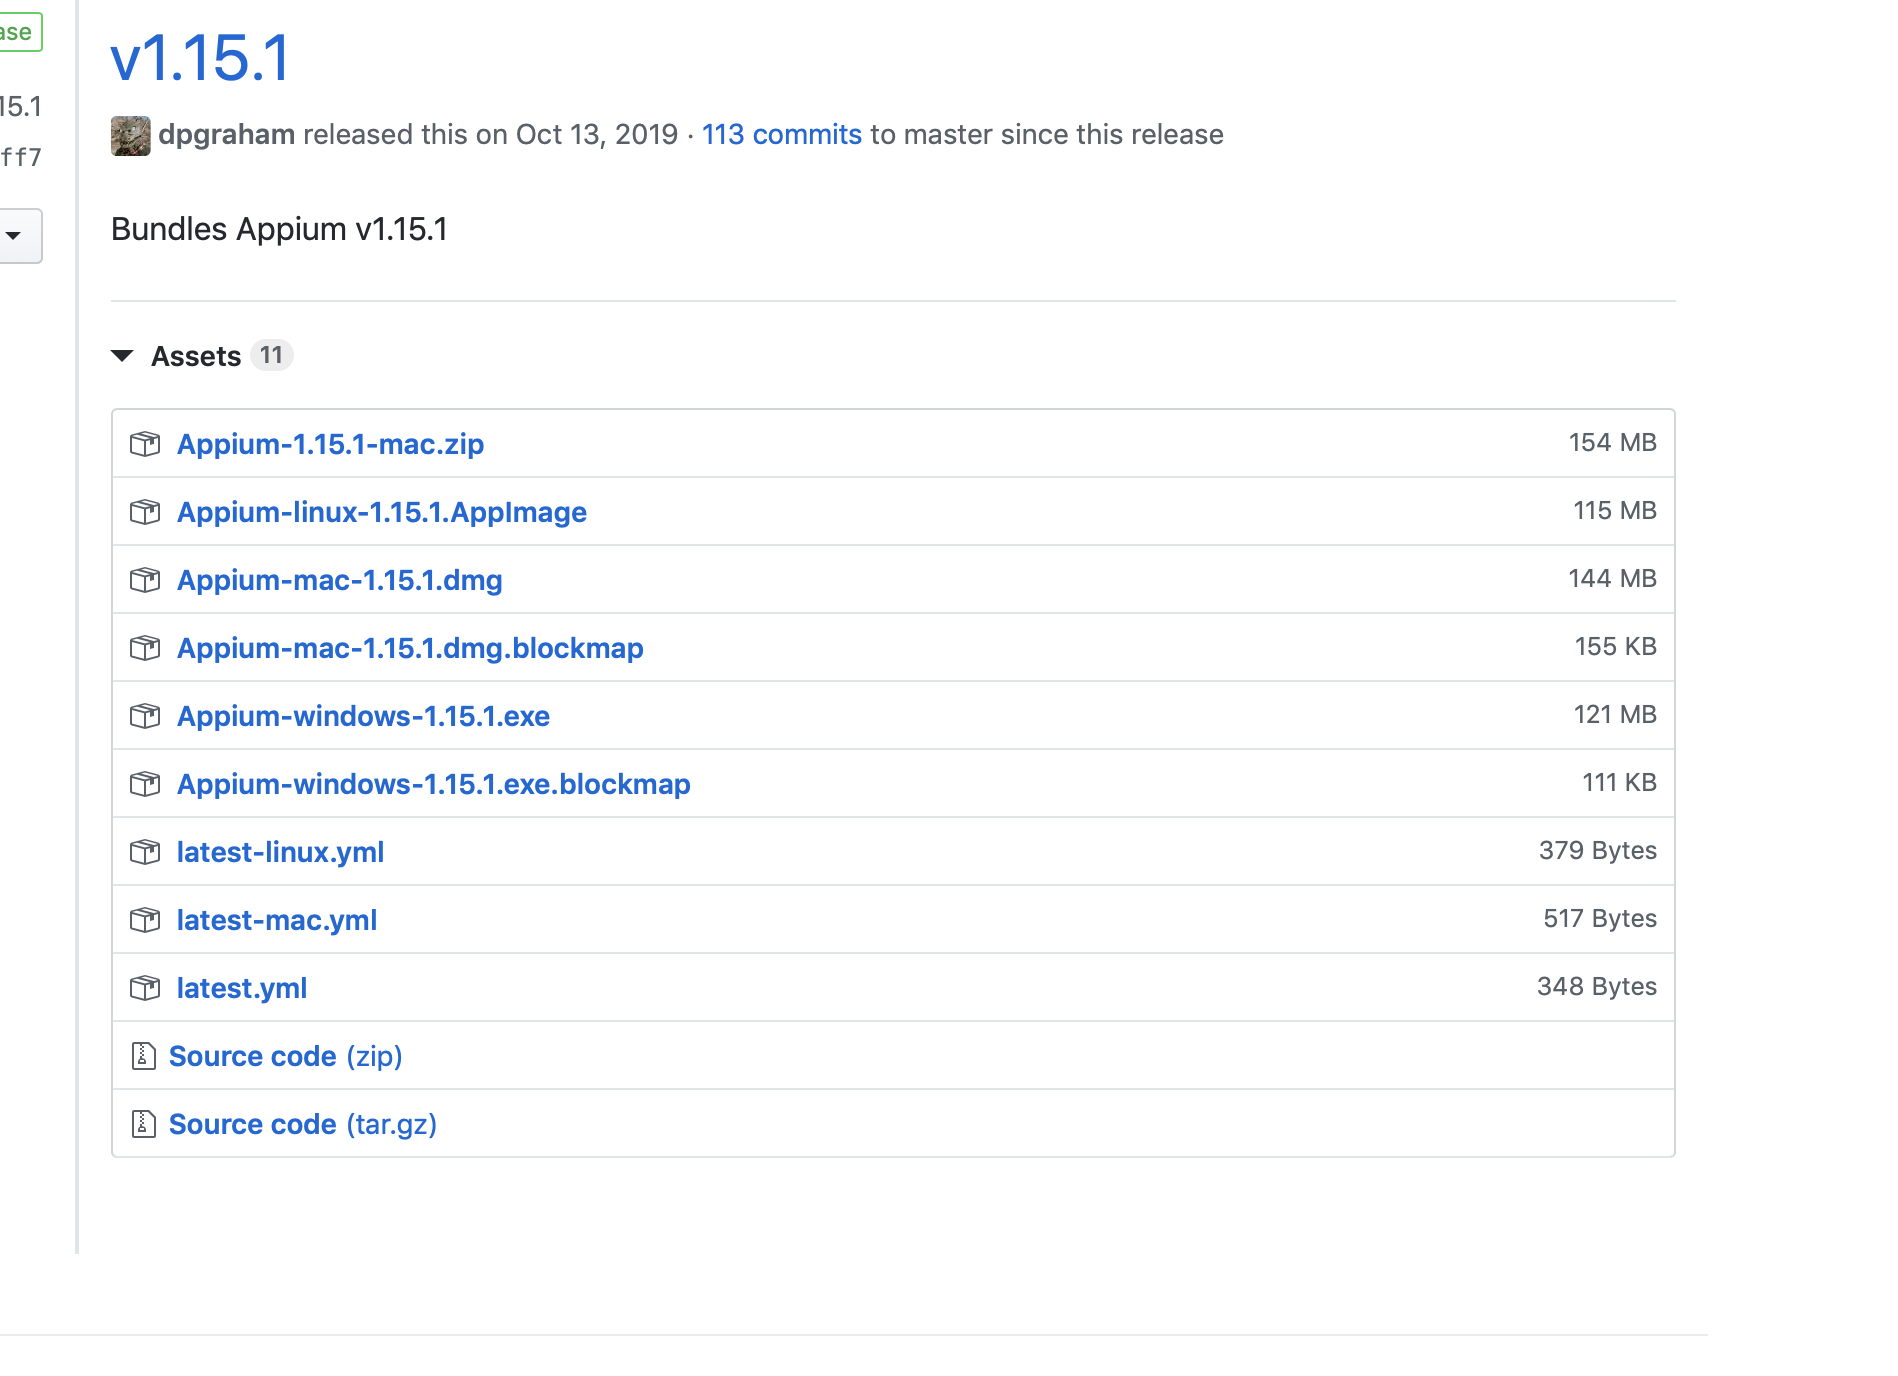 ase
v1.15.1
dpgraham released this on Oct 13, 2019 · 113 commits to master since this release
15.1
ff7
Bundles Appium v1.15.1
Assets 11
Appium-1.15.1-mac.zip 154 MB
Appium-linux-1.15.1.AppImage 115 MB
Appium-mac-1.15.1.dmg 144 MB
Appium-mac-1.15.1.dmg.blockmap 155 KB
Appium-windows-1.15.1.exe 121 MB
Appium-windows-1.15.1.exe.blockmap 111 KB
latest-linux.yml 379 Bytes
latest-mac.yml 517 Bytes
latest.yml 348 Bytes
Source code (zip)
Source code (tar.gz)